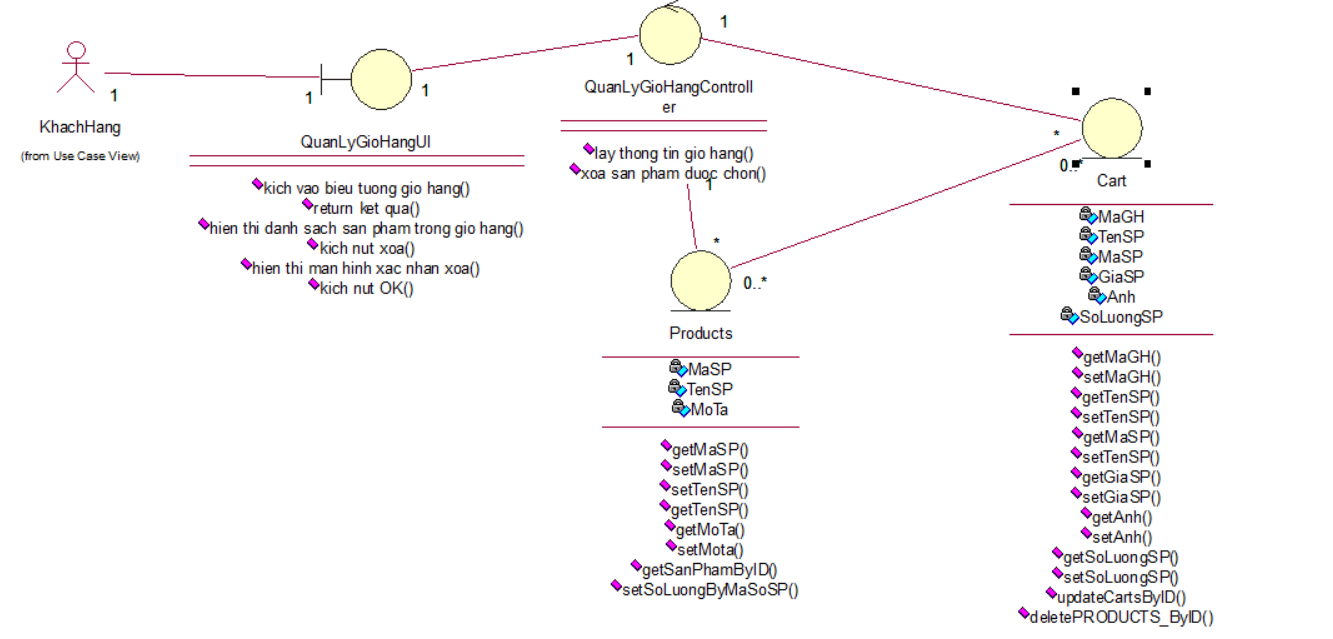 KhachHang
(from Use Case View)
1
1
QuanLyGioHangUI
1
kich vao bieu tuong gio hang()
return ket qua()
hien thi danh sach san pham trong gio hang()
kich nut xoa()
hien thi man hinh xac nhan xoa()
kich nut OK()
1
1
QuanLyGioHangControll
er
lay thong tin gio hang()
xoa san pham duoc chon()
1
*
0..*
Products
MaSP
TenSP
MoTa
getMaSP()
setMaSP()
setTenSP()
getTenSP()
getMoTa()
setMota()
getSanPhamByID()
setSoLuongByMaSoSP()
*
0..*
Cart
MaGH
TenSP
MaSP
GiaSP
Anh
SoLuongSP
getMaGH()
setMaGH()
getTenSP()
setTenSP()
getMaSP()
setTenSP()
getGiaSP()
setGiaSP()
getAnh()
setAnh()
getSoLuongSP()
setSoLuongSP()
updateCartsByID()
deletePRODUCTS_ByID()